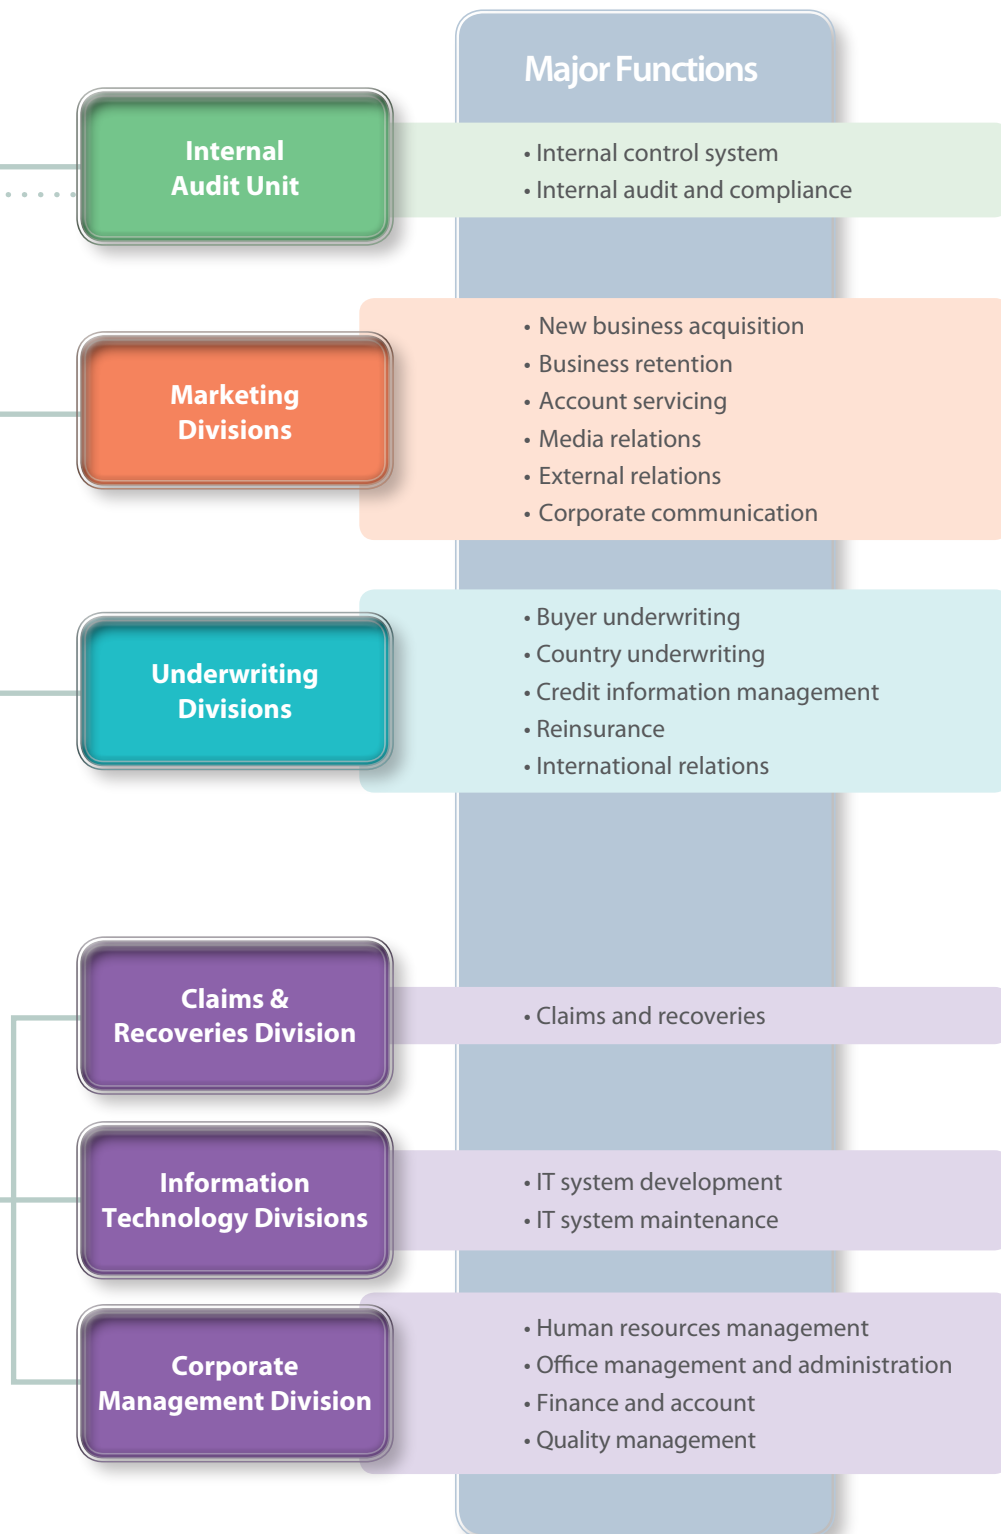 Major Functions
Internal
Audit Unit
• Internal control system
• Internal audit and compliance
Marketing
Divisions
• New business acquisition
• Business retention
• Account servicing
• Media relations
• External relations
• Corporate communication
Underwriting
Divisions
• Buyer underwriting
• Country underwriting
• Credit information management
• Reinsurance
• International relations
Claims &
Recoveries Division
• Claims and recoveries
Information
Technology Divisions
• IT system development
• IT system maintenance
Corporate
Management Division
• Human resources management
• Office management and administration
• Finance and account
• Quality management